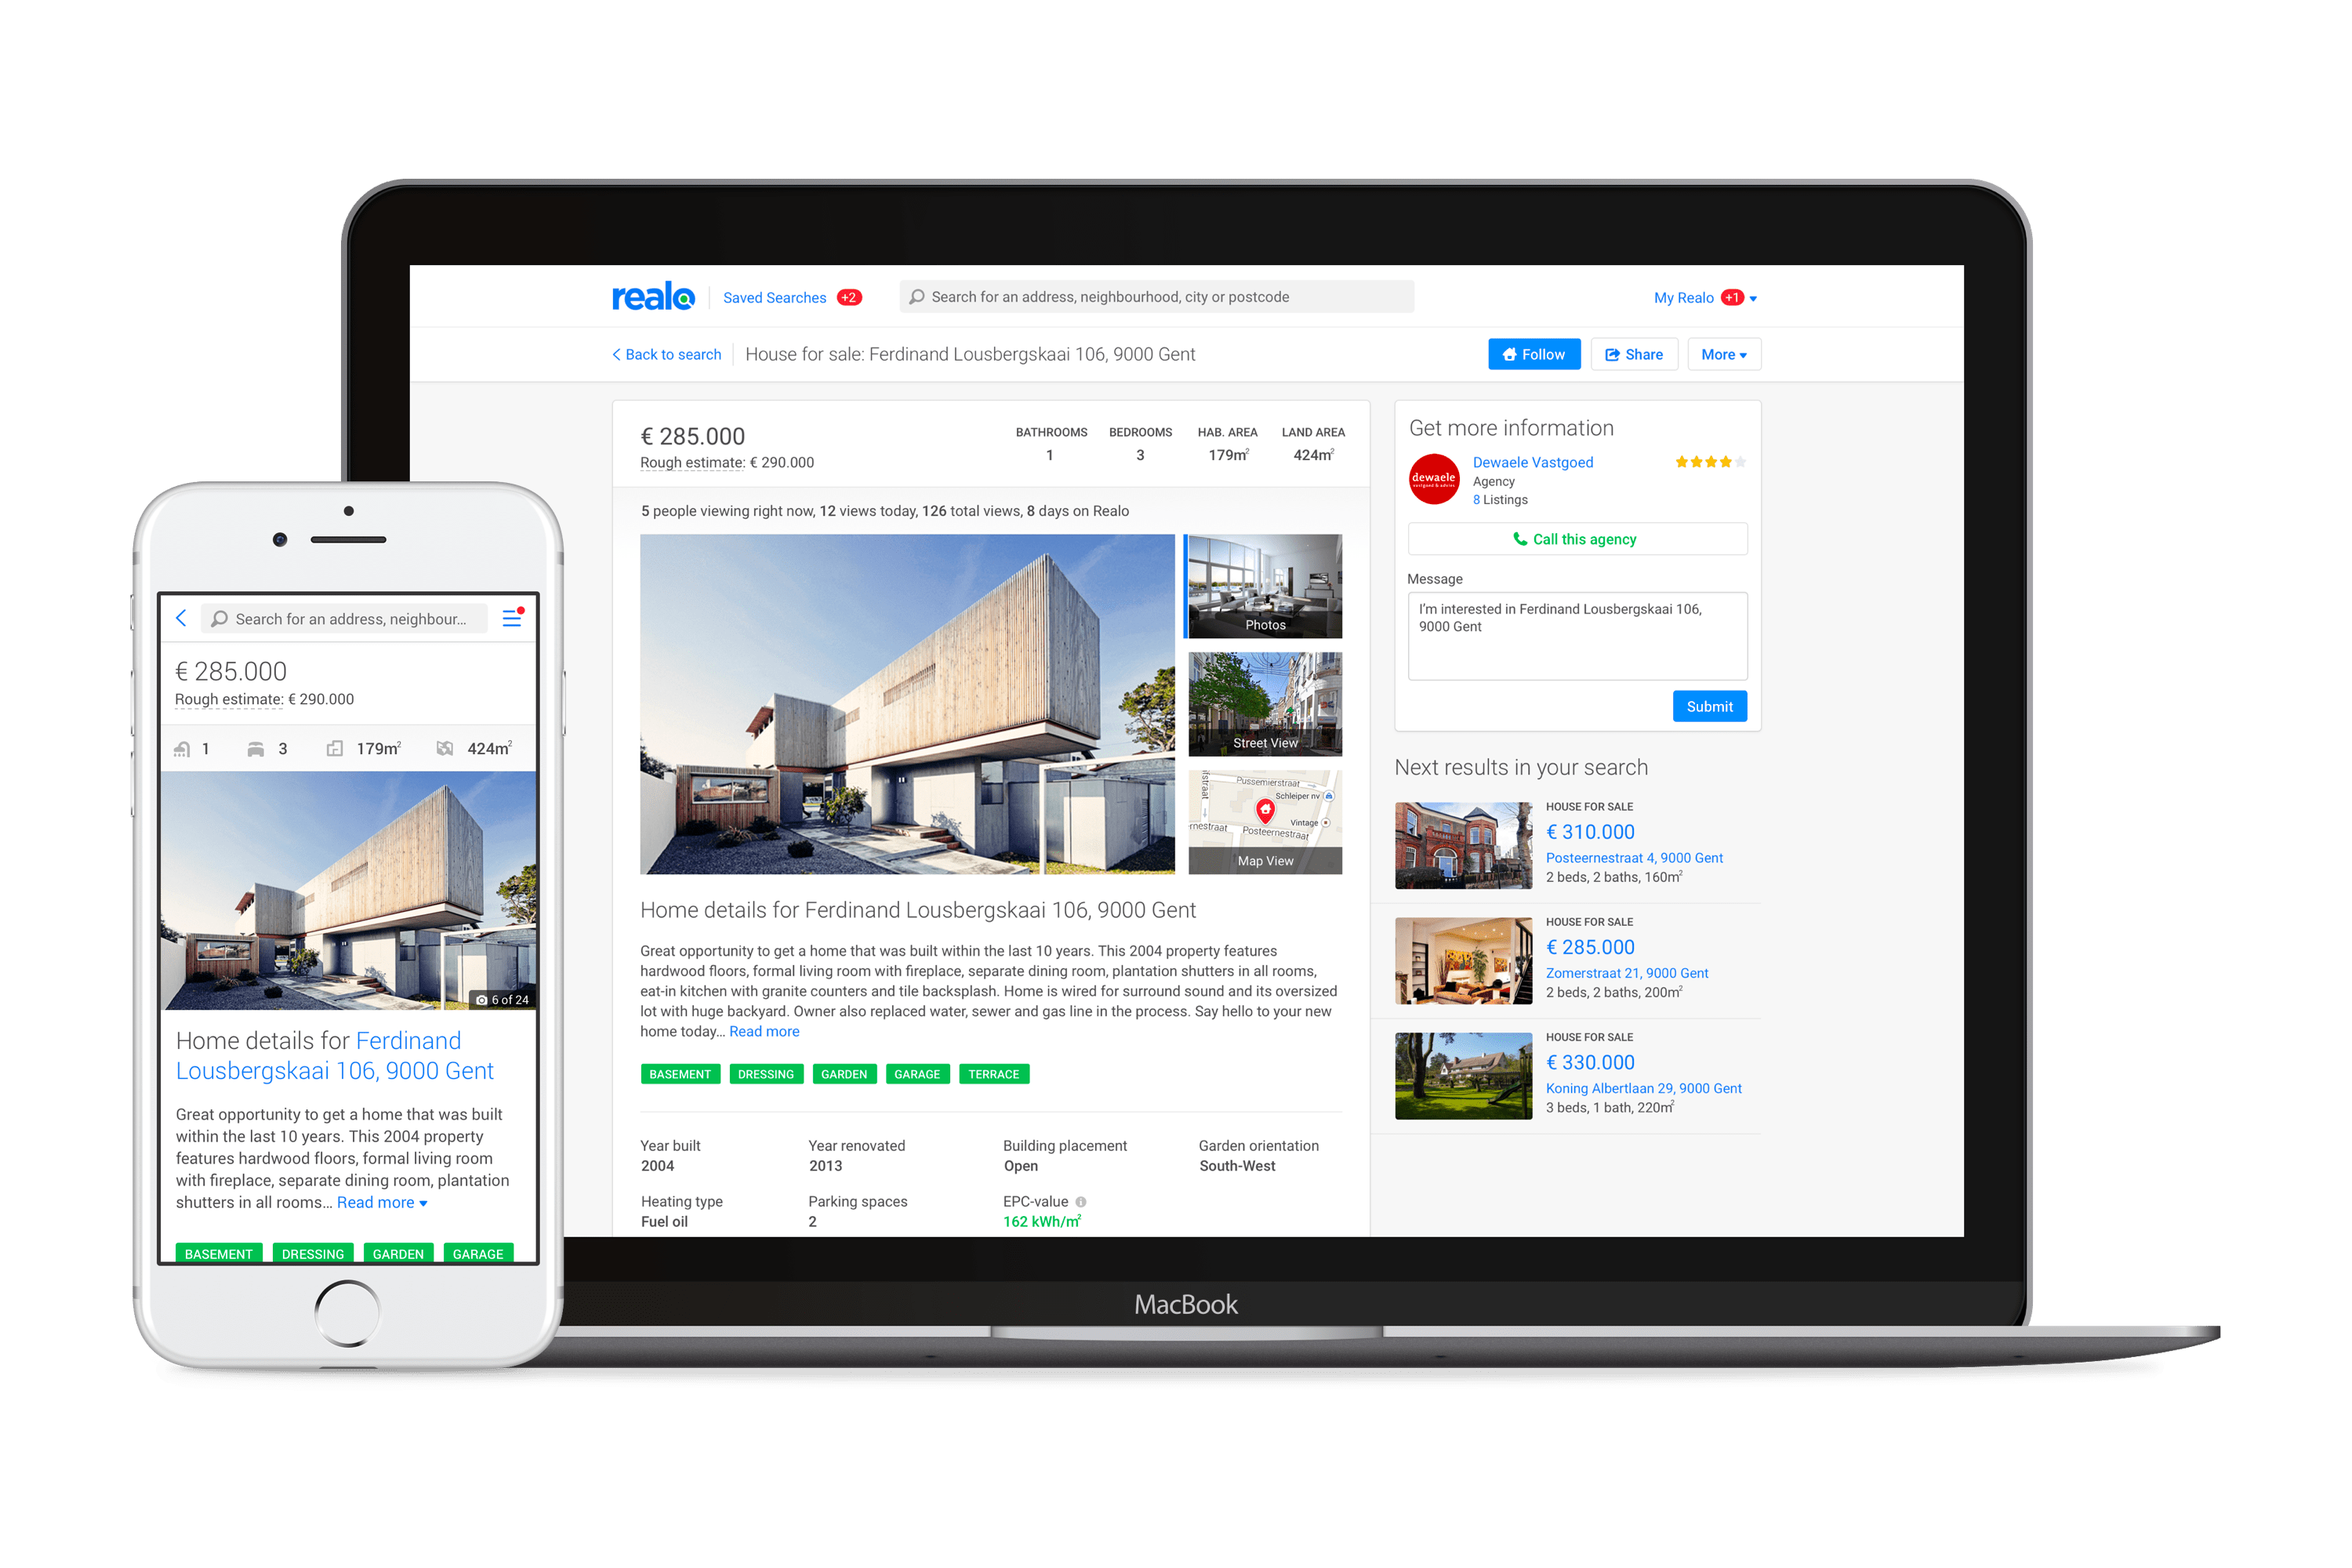 realo
Saved Searches +2
Search for an address, neighbourhood, city or postcode
My Realo +1
Back to search
House for sale: Ferdinand Lousbergskaai 106, 9000 Gent
Follow
Share
More
€ 285.000
Rough estimate: € 290.000
BATHROOMS BEDROOMS HAB. AREA LAND AREA
1 3 179m² 424m²
5 people viewing right now, 12 views today, 126 total views, 8 days on Realo
Photos
Street View
Pussemierstraat
Schleiper nv
Vintage
Posteernestraat
Map View
Home details for Ferdinand Lousbergskaai 106, 9000 Gent
Great opportunity to get a home that was built within the last 10 years. This 2004 property features
hardwood floors, formal living room with fireplace, separate dining room, plantation shutters in all rooms,
eat-in kitchen with granite counters and tile backsplash. Home is wired for surround sound and its oversized
lot with huge backyard. Owner also replaced water, sewer and gas line in the process. Say hello to your new
home today... Read more
BASEMENT DRESSING GARDEN GARAGE TERRACE
Year built Year renovated Building placement Garden orientation
2004 2013 Open South-West
Heating type Parking spaces EPC-value
Fuel oil 2 162 kWh/m²
Get more information
dewaele
Dewaele Vastgoed
Agency
8 Listings
Call this agency
Message
I'm interested in Ferdinand Lousbergskaai 106,
9000 Gent
Submit
Next results in your search
HOUSE FOR SALE
€ 310.000
Posteernestraat 4, 9000 Gent
2 beds, 2 baths, 160m²
HOUSE FOR SALE
€ 285.000
Zomerstraat 21, 9000 Gent
2 beds, 2 baths, 200m²
HOUSE FOR SALE
€ 330.000
Koning Albertlaan 29, 9000 Gent
3 beds, 1 bath, 220m²
MacBook
Search for an address, neighbour...
€ 285.000
Rough estimate: € 290.000
1 3 179m² 424m²
6 of 24
Home details for Ferdinand
Lousbergskaai 106, 9000 Gent
Great opportunity to get a home that was built
within the last 10 years. This 2004 property
features hardwood floors, formal living room
with fireplace, separate dining room, plantation
shutters in all rooms... Read more
BASEMENT DRESSING GARDEN GARAGE